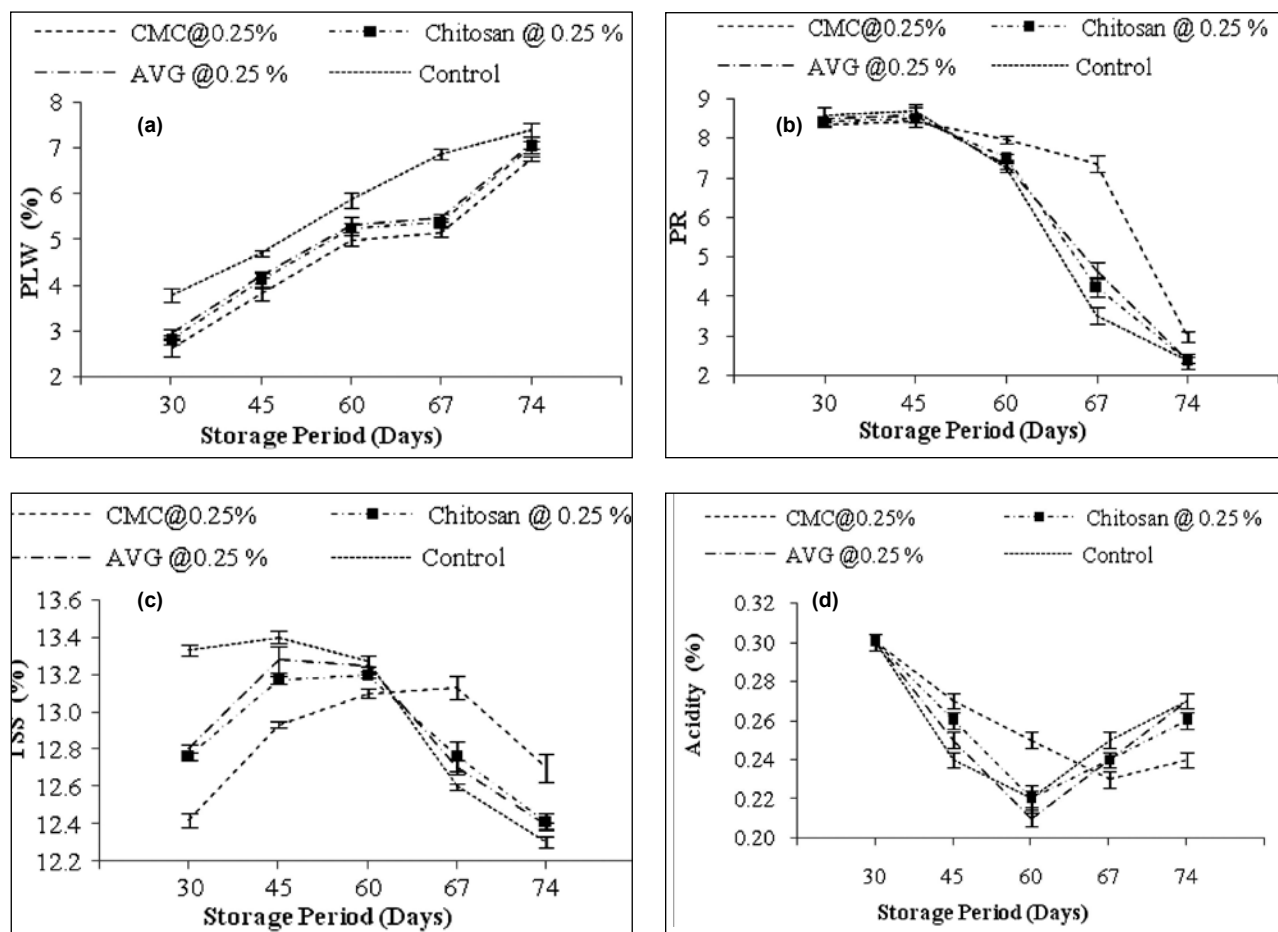 CMC@0.25% Chitosan @ 0.25 %
AVG @0.25 % Control
(a)
PLW (%)
8
7
6
5
4
3
2
30 45 60 67 74
Storage Period (Days)
CMC@0.25% Chitosan @ 0.25 %
AVG @0.25 % Control
(b)
PR
9
8
7
6
5
4
3
2
30 45 60 67 74
Storage Period (Days)
CMC@0.25% Chitosan @ 0.25 %
AVG @0.25 % Control
(c)
TSS (%)
13.6
13.4
13.2
13.0
12.8
12.6
12.4
12.2
30 45 60 67 74
Storage Period (Days)
CMC@0.25% Chitosan @ 0.25 %
AVG @0.25 % Control
(d)
Acidity (%)
0.32
0.30
0.28
0.26
0.24
0.22
0.20
30 45 60 67 74
Storage Period (Days)